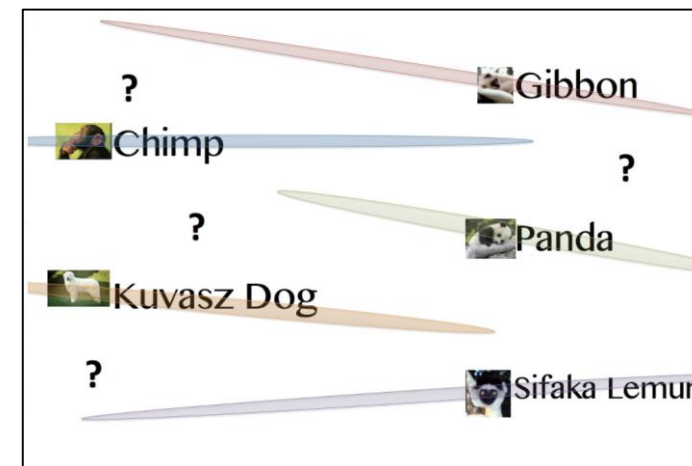 Gibbon
?
Chimp
?
?
Panda
Kuvasz Dog
?
Sifaka Lemur